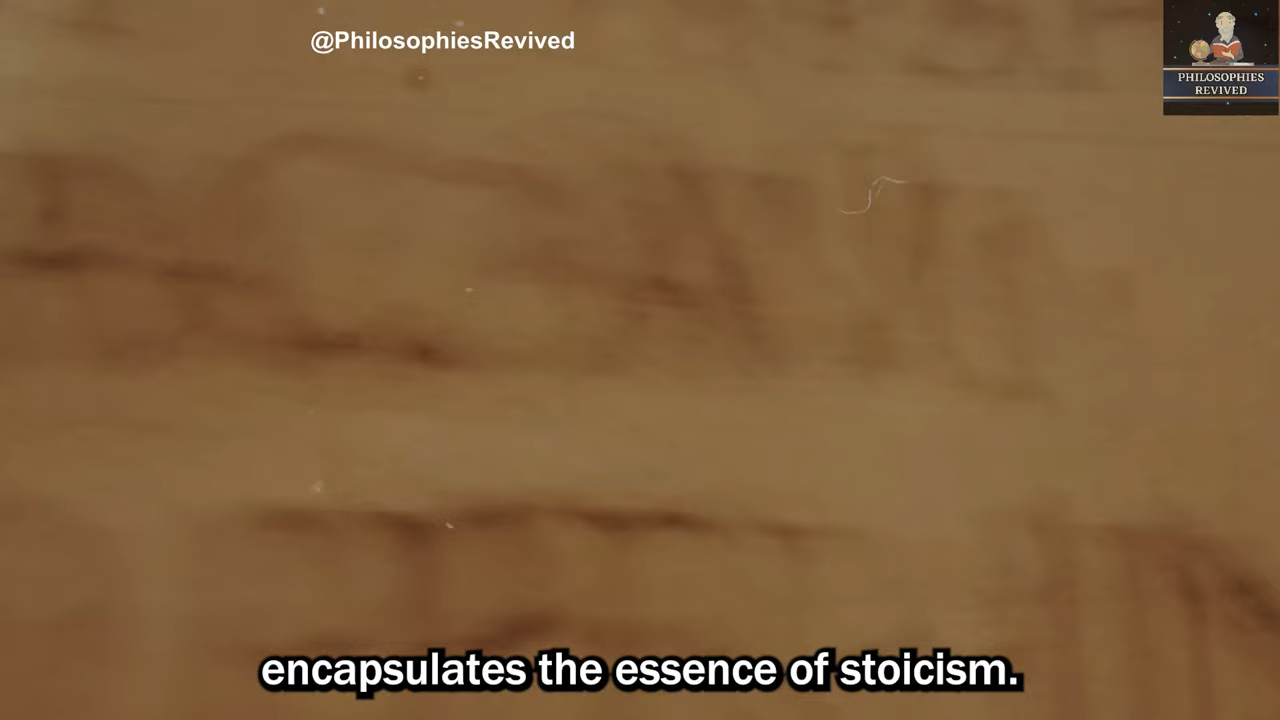 @PhilosophiesRevived
PHILOSOPHIES
REVIVED
encapsulates the essence of stoicism.